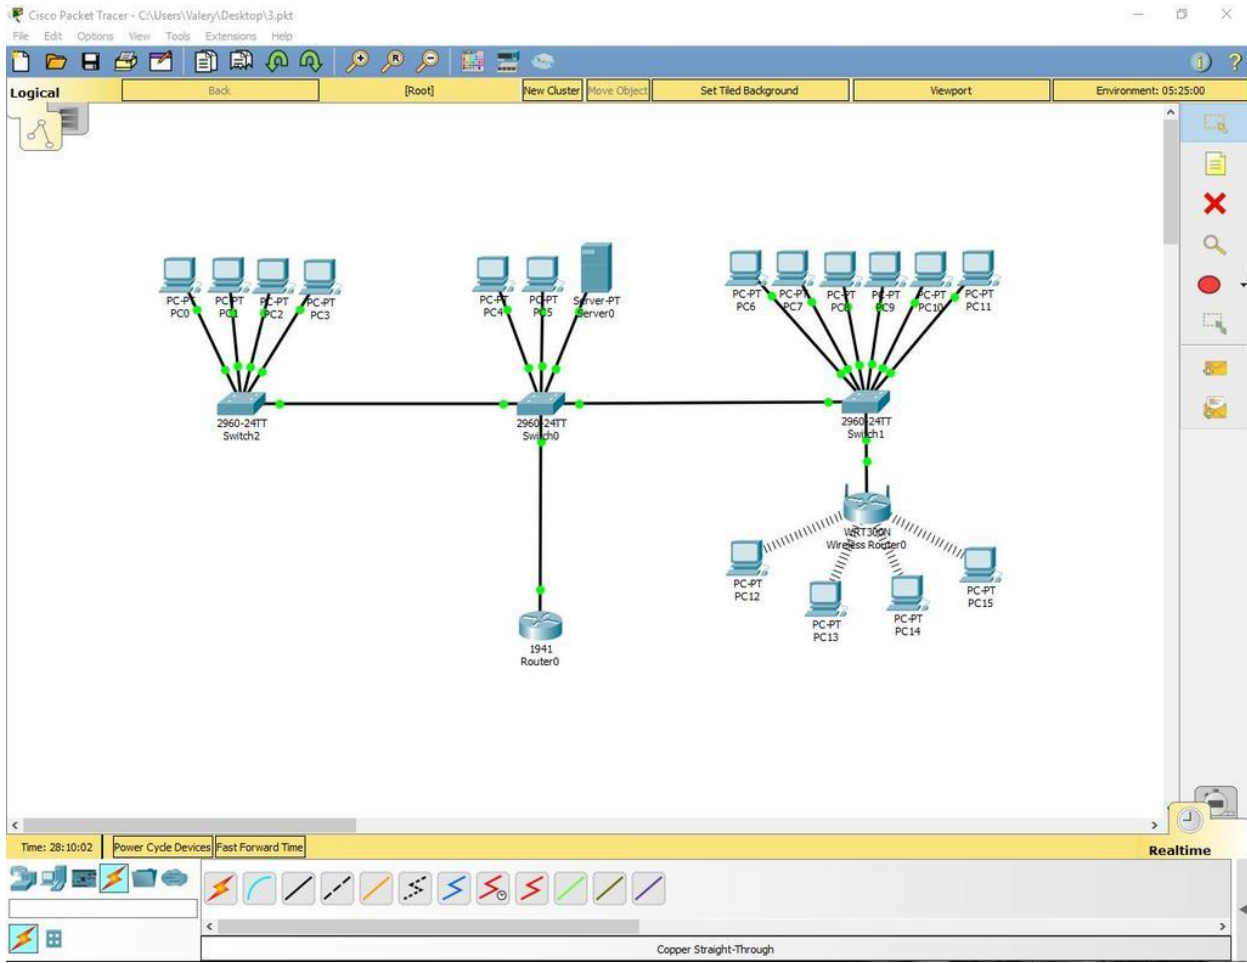 Cisco Packet Tracer - C:\Users\Valery\Desktop\3.pkt
File Edit Options View Tools Extensions Help
Logical Back [Root] New Cluster Move Object Set Tiled Background Viewport Environment: 05:25:00
PC-PT
PC0
PC-PT
PC1
PC-PT
PC2
PC-PT
PC3
PC-PT
PC4
PC-PT
PC5
Server-PT
Server0
PC-PT
PC6
PC-PT
PC7
PC-PT
PC8
PC-PT
PC9
PC-PT
PC10
PC-PT
PC11
2960-24TT
Switch2
2960-24TT
Switch0
2960-24TT
Switch1
WRT300N
Wireless Router0
PC-PT
PC12
PC-PT
PC13
PC-PT
PC14
PC-PT
PC15
1941
Router0
Time: 28:10:02 Power Cycle Devices Fast Forward Time Realtime
Copper Straight-Through